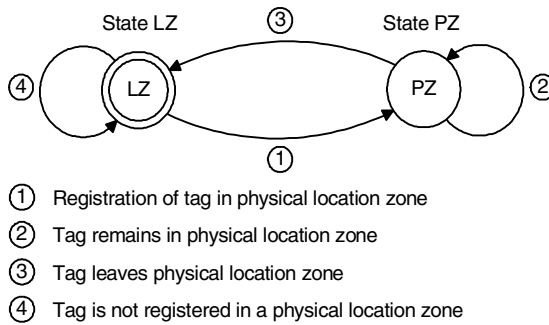 ③
State LZ
State PZ
④
LZ
PZ
②
①
① Registration of tag in physical location zone
② Tag remains in physical location zone
③ Tag leaves physical location zone
④ Tag is not registered in a physical location zone